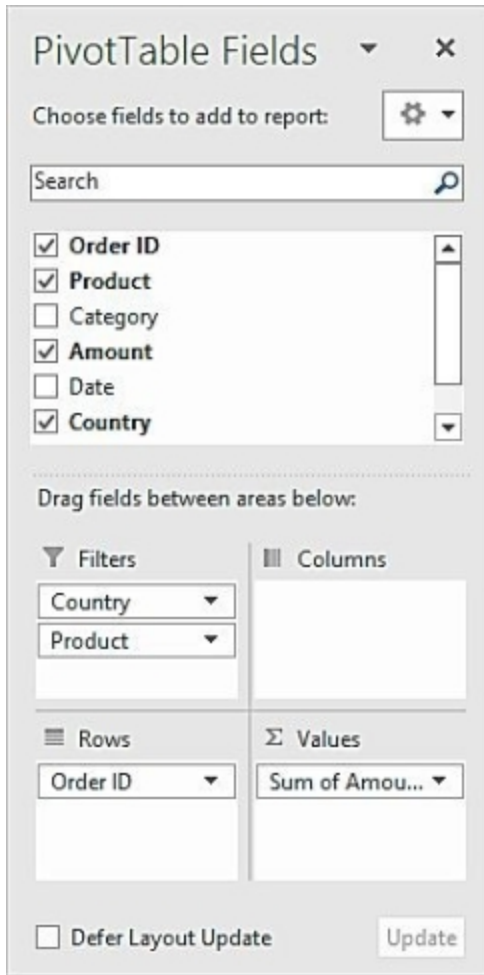 PivotTable Fields
Choose fields to add to report:
Search
Order ID
Product
Category
Amount
Date
Country
Drag fields between areas below:
Filters
Columns
Country
Product
Rows
Σ Values
Order ID
Sum of Amou...
Defer Layout Update
Update